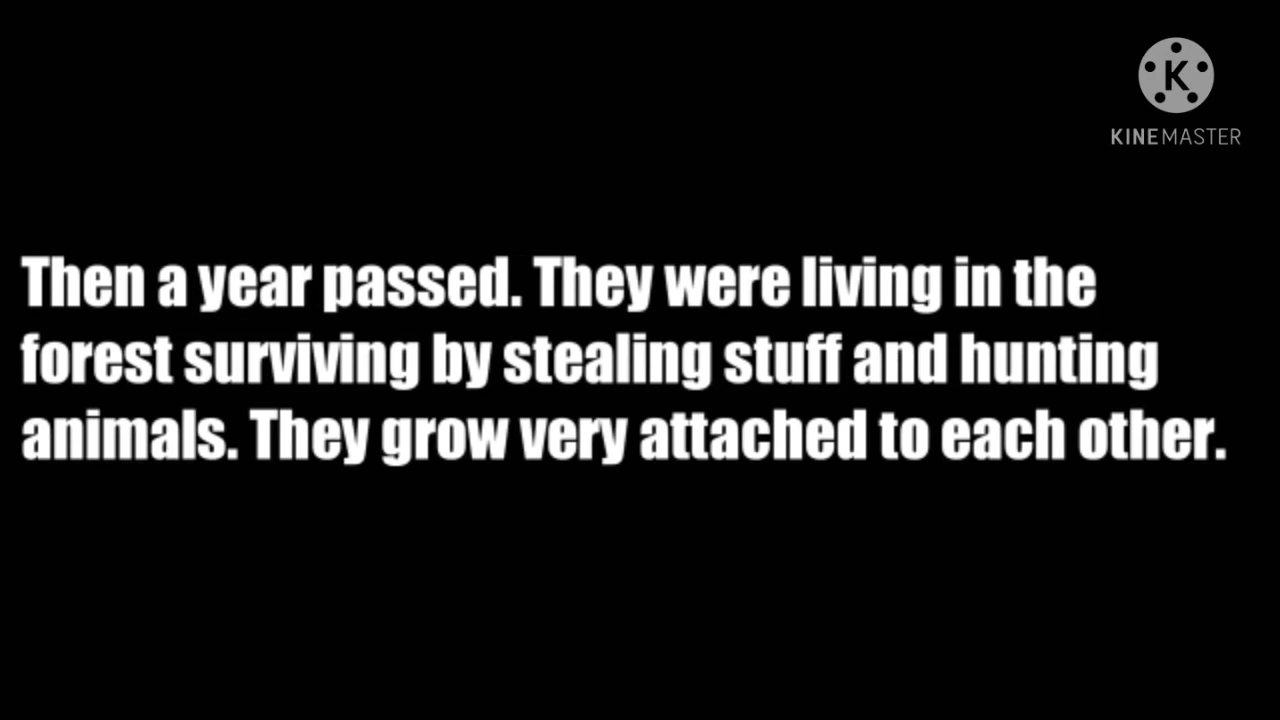 K
KINEMASTER
Then a year passed. They were living in the
forest surviving by stealing stuff and hunting
animals. They grow very attached to each other.